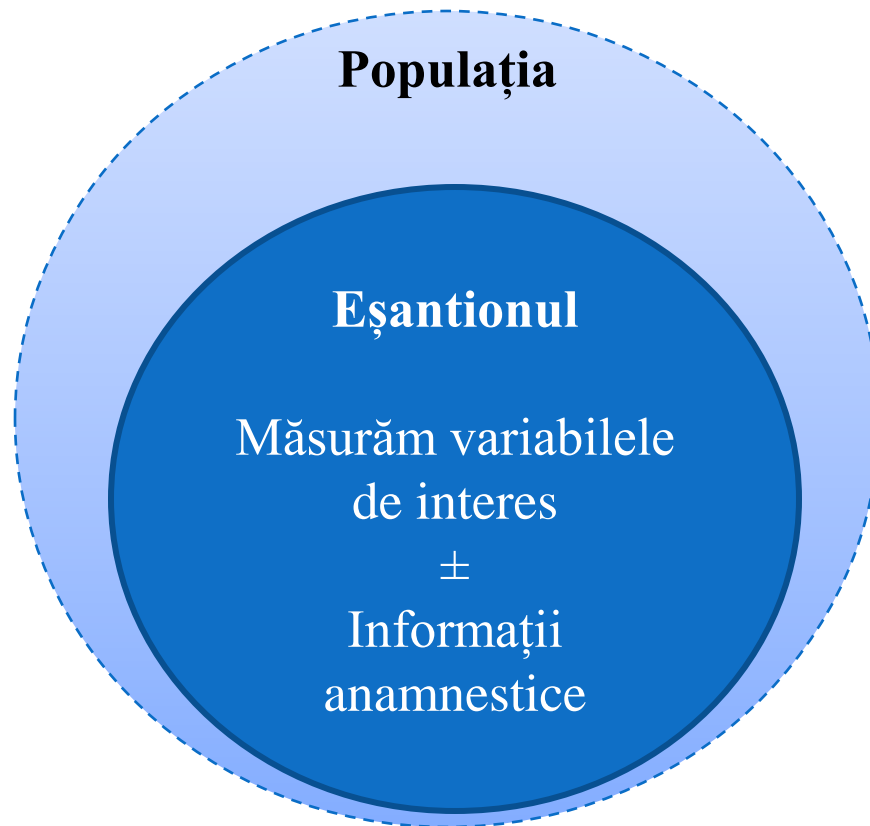 Populația
Eșantionul
Măsurăm variabilele
de interes
±
Informații
anamnestice